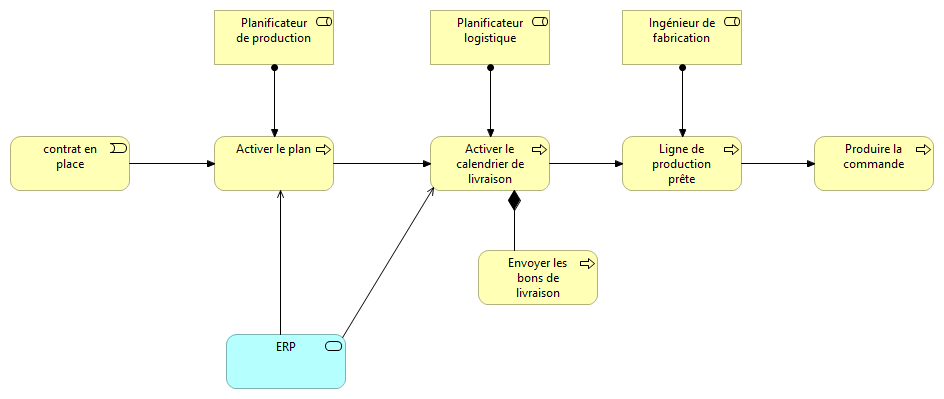 Planificateur
de production
Planificateur
logistique
Ingénieur de
fabrication
contrat en
place
Activer le plan
Activer le
calendrier de
livraison
Ligne de
production
prête
Produire la
commande
Envoyer les
bons de
livraison
ERP